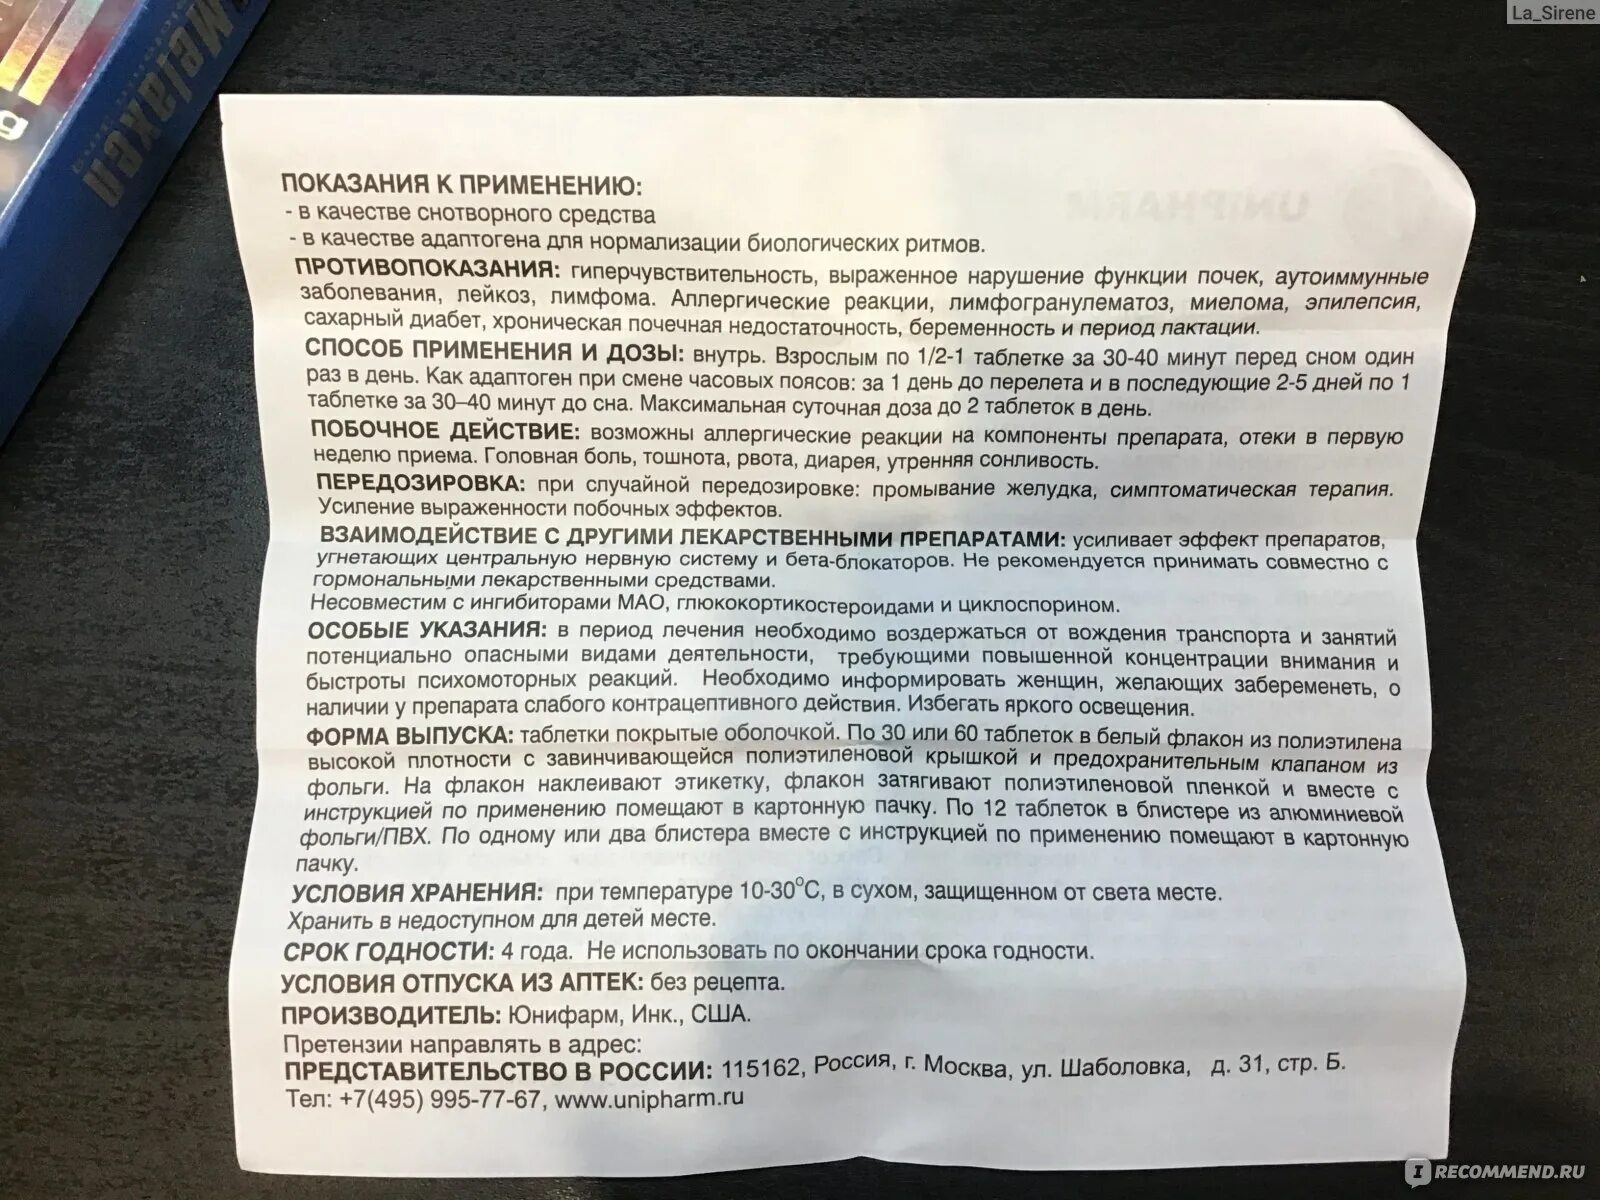 La_Sirene
Melaxen
g
UNIPHARM
ПОКАЗАНИЯ К ПРИМЕНЕНИЮ:
- в качестве снотворного средства
- в качестве адаптогена для нормализации биологических ритмов.
ПРОТИВОПОКАЗАНИЯ: гиперчувствительность, выраженное нарушение функции почек, аутоиммунные
заболевания, лейкоз, лимфома. Аллергические реакции, лимфогранулематоз, миелома, эпилепсия,
сахарный диабет, хроническая почечная недостаточность, беременность и период лактации.
СПОСОБ ПРИМЕНЕНИЯ И ДОЗЫ: внутрь. Взрослым по 1/2-1 таблетке за 30-40 минут перед сном один
раз в день. Как адаптоген при смене часовых поясов: за 1 день до перелета и в последующие 2-5 дней по 1
таблетке за 30–40 минут до сна. Максимальная суточная доза до 2 таблеток в день.
ПОБОЧНОЕ ДЕЙСТВИЕ: возможны аллергические реакции на компоненты препарата, отеки в первую
неделю приема. Головная боль, тошнота, рвота, диарея, утренняя сонливость.
ПЕРЕДОЗИРОВКА: при случайной передозировке: промывание желудка, симптоматическая терапия.
Усиление выраженности побочных эффектов.
ВЗАИМОДЕЙСТВИЕ С ДРУГИМИ ЛЕКАРСТВЕННЫМИ ПРЕПАРАТАМИ: усиливает эффект препаратов,
угнетающих центральную нервную систему и бета-блокаторов. Не рекомендуется принимать совместно с
гормональными лекарственными средствами.
Несовместим с ингибиторами МАО, глюкокортикостероидами и циклоспорином.
ОСОБЫЕ УКАЗАНИЯ: в период лечения необходимо воздержаться от вождения транспорта и занятий
потенциально опасными видами деятельности, требующими повышенной концентрации внимания и
быстроты психомоторных реакций. Необходимо информировать женщин, желающих забеременеть, о
наличии у препарата слабого контрацептивного действия. Избегать яркого освещения.
ФОРМА ВЫПУСКА: таблетки покрытые оболочкой. По 30 или 60 таблеток в белый флакон из полиэтилена
высокой плотности с завинчивающейся полиэтиленовой крышкой и предохранительным клапаном из
фольги. На флакон наклеивают этикетку, флакон затягивают полиэтиленовой пленкой и вместе с
инструкцией по применению помещают в картонную пачку. По 12 таблеток в блистере из алюминиевой
фольги/ПВХ. По одному или два блистера вместе с инструкцией по применению помещают в картонную
пачку.
УСЛОВИЯ ХРАНЕНИЯ: при температуре 10-30°С, в сухом, защищенном от света месте.
Хранить в недоступном для детей месте.
СРОК ГОДНОСТИ: 4 года. Не использовать по окончании срока годности.
УСЛОВИЯ ОТПУСКА ИЗ АПТЕК: без рецепта.
ПРОИЗВОДИТЕЛЬ: Юнифарм, Инк., США.
Претензии направлять в адрес:
ПРЕДСТАВИТЕЛЬСТВО В РОССИИ: 115162, Россия, г. Москва, ул. Шаболовка, д. 31, стр. Б.
Тел: +7(495) 995-77-67, www.unipharm.ru
IRECOMMEND.RU